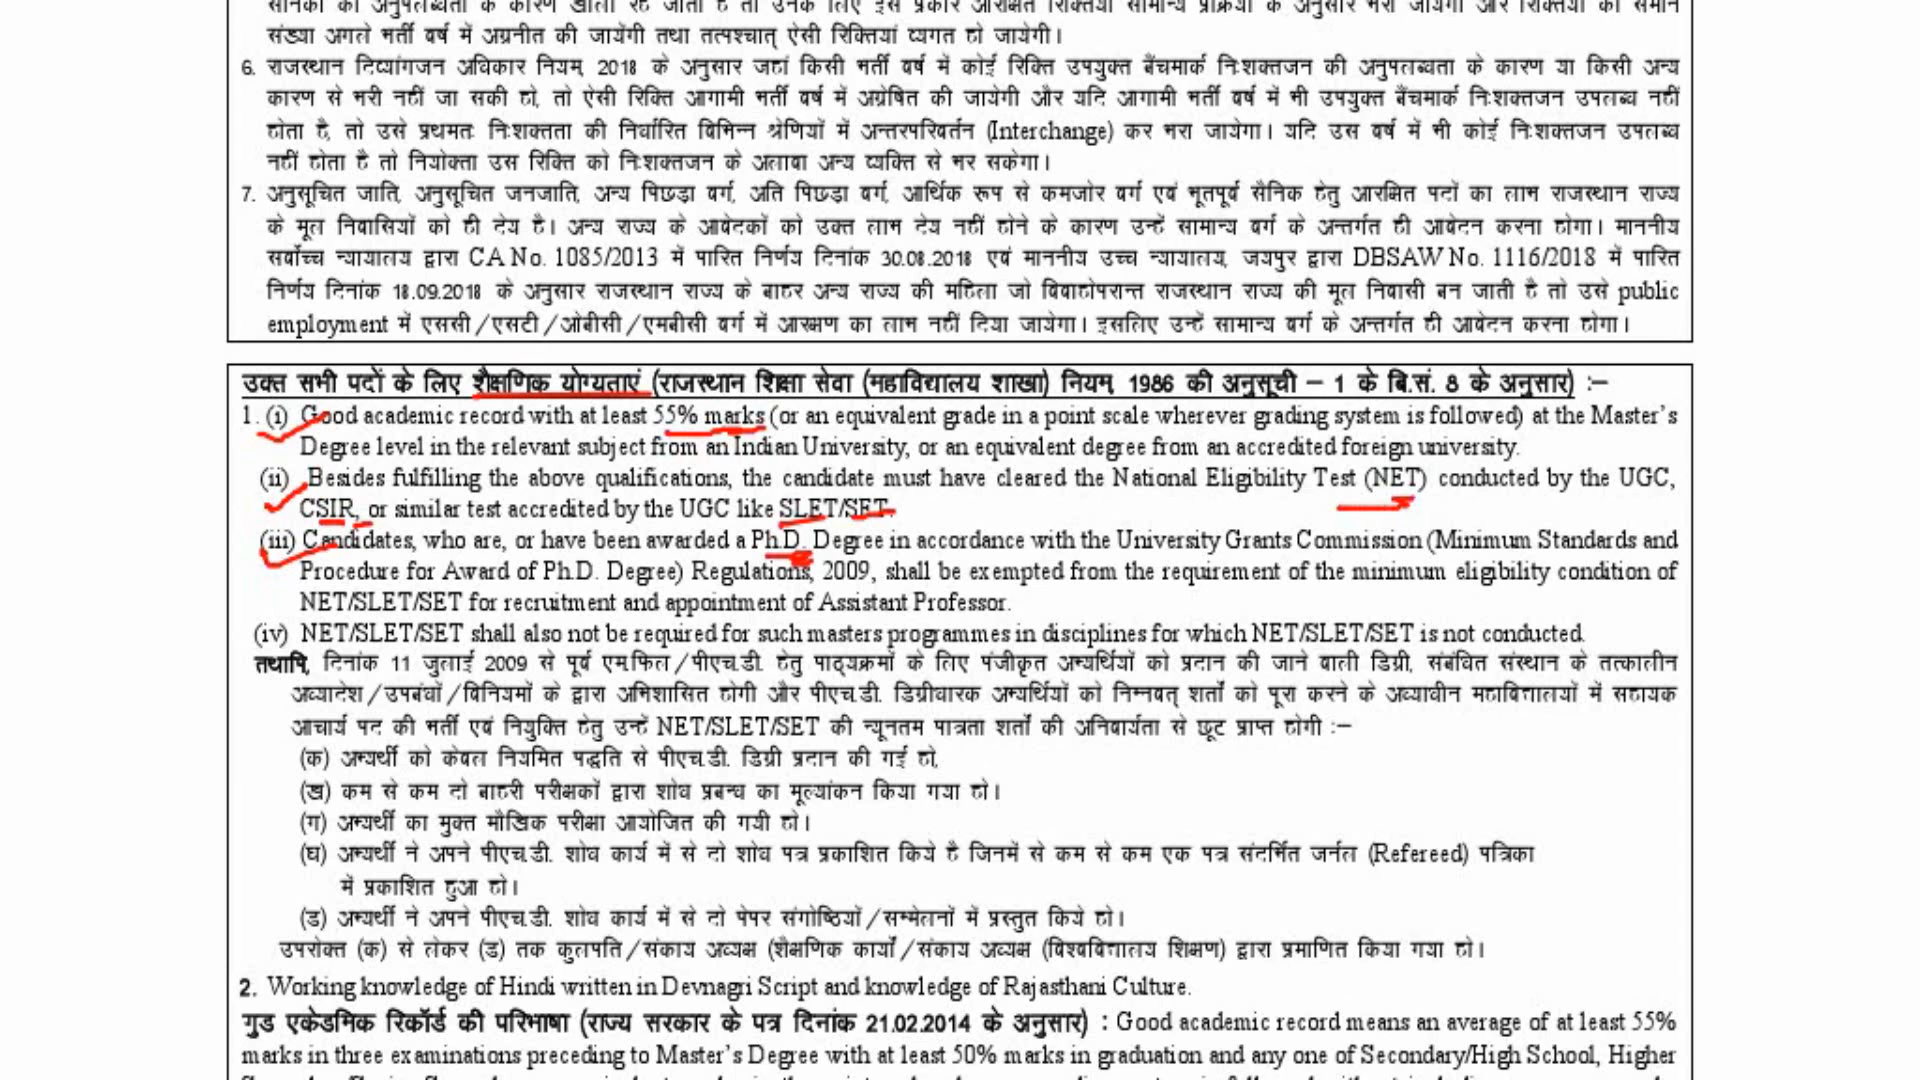 संख्या अगले भर्ती वर्ष में अग्रनीत की जायेंगी तथा तत्पश्चात् ऐसी रिक्तियां व्यगत हो जायेगी।
6. राजस्थान दिव्यांगजन अधिकार नियम, 2018 के अनुसार जहां किसी भर्ती वर्ष में कोई रिक्ति उपयुक्त बैंचमार्क निःशक्तजन की अनुपलब्धता के कारण या किसी अन्य
कारण से भरी नहीं जा सकी हो, तो ऐसी रिक्ति आगामी भर्ती वर्ष में अग्रेषित की जायेगी और यदि आगामी भर्ती वर्ष में भी उपयुक्त बैंचमार्क निःशक्तजन उपलब्ध नहीं
होता है, तो उसे प्रथमतः निःशक्तता की निर्धारित विभिन्न श्रेणियों में अन्तरपरिवर्तन (Interchange) कर भरा जायेगा। यदि उस वर्ष में भी कोई निःशक्तजन उपलब्ध
नहीं होता है तो नियोक्ता उस रिक्ति को निःशक्तजन के अलावा अन्य व्यक्ति से भर सकेगा।
7. अनुसूचित जाति, अनुसूचित जनजाति, अन्य पिछड़ा वर्ग, अति पिछड़ा वर्ग, आर्थिक रूप से कमजोर वर्ग एवं भूतपूर्व सैनिक हेतु आरक्षित पदों का लाभ राजस्थान राज्य
के मूल निवासियों को ही देय है। अन्य राज्य के आवेदकों को उक्त लाभ देय नहीं होने के कारण उन्हें सामान्य वर्ग के अन्तर्गत ही आवेदन करना होगा। माननीय
सर्वोच्च न्यायालय द्वारा CA No. 1085/2013 में पारित निर्णय दिनांक 30.08.2018 एवं माननीय उच्च न्यायालय, जयपुर द्वारा DBSAW No. 1116/2018 में पारित
निर्णय दिनांक 18.09.2018 के अनुसार राजस्थान राज्य के बाहर अन्य राज्य की महिला जो विवाहोपरान्त राजस्थान राज्य की मूल निवासी बन जाती है तो उसे public
employment में एससी/एसटी/ओबीसी/एमबीसी वर्ग में आरक्षण का लाभ नहीं दिया जायेगा। इसलिए उन्हें सामान्य वर्ग के अन्तर्गत ही आवेदन करना होगा।
उक्त सभी पदों के लिए शैक्षणिक योग्यताएं (राजस्थान शिक्षा सेवा (महाविद्यालय शाखा) नियम, 1986 की अनुसूची – 1 के बि.सं. 8 के अनुसार) :–
1. (i) Good academic record with at least 55% marks (or an equivalent grade in a point scale wherever grading system is followed) at the Master's
Degree level in the relevant subject from an Indian University, or an equivalent degree from an accredited foreign university.
(ii) Besides fulfilling the above qualifications, the candidate must have cleared the National Eligibility Test (NET) conducted by the UGC,
CSIR, or similar test accredited by the UGC like SLET/SET.
(iii) Candidates, who are, or have been awarded a Ph.D. Degree in accordance with the University Grants Commission (Minimum Standards and
Procedure for Award of Ph.D. Degree) Regulations, 2009, shall be exempted from the requirement of the minimum eligibility condition of
NET/SLET/SET for recruitment and appointment of Assistant Professor.
(iv) NET/SLET/SET shall also not be required for such masters programmes in disciplines for which NET/SLET/SET is not conducted.
तथापि, दिनांक 11 जुलाई 2009 से पूर्व एम.फिल/पीएच.डी. हेतु पाठ्यक्रमों के लिए पंजीकृत अभ्यर्थियों को प्रदान की जाने वाली डिग्री, संबंधित संस्थान के तत्कालीन
अध्यादेश/उपबंधों/विनियमों के द्वारा अभिशासित होगी और पीएच.डी. डिग्रीधारक अभ्यर्थियों को निम्नवत् शर्तों को पूरा करने के अध्याधीन महाविद्यालयों में सहायक
आचार्य पद की भर्ती एवं नियुक्ति हेतु उन्हें NET/SLET/SET की न्यूनतम पात्रता शर्तों की अनिवार्यता से छूट प्राप्त होगी :–
(क) अभ्यर्थी को केवल नियमित पद्धति से पीएच.डी. डिग्री प्रदान की गई हो,
(ख) कम से कम दो बाहरी परीक्षकों द्वारा शोध प्रबन्ध का मूल्यांकन किया गया हो।
(ग) अभ्यर्थी का मुक्त मौखिक परीक्षा आयोजित की गयी हो।
(घ) अभ्यर्थी ने अपने पीएच.डी. शोध कार्य में से दो शोध पत्र प्रकाशित किये है जिनमें से कम से कम एक पत्र संदर्भित जर्नल (Refereed) पत्रिका
में प्रकाशित हुआ हो।
(ड) अभ्यर्थी ने अपने पीएच.डी. शोध कार्य में से दो पेपर संगोष्ठियों/सम्मेलनों में प्रस्तुत किये हो।
उपरोक्त (क) से लेकर (ड) तक कुलपति/संकाय अध्यक्ष (शैक्षणिक कार्यो/संकाय अध्यक्ष (विश्वविद्यालय शिक्षण) द्वारा प्रमाणित किया गया हो।
2. Working knowledge of Hindi written in Devnagri Script and knowledge of Rajasthani Culture.
गुड एकेडमिक रिकॉर्ड की परिभाषा (राज्य सरकार के पत्र दिनांक 21.02.2014 के अनुसार) : Good academic record means an average of at least 55%
marks in three examinations preceding to Master's Degree with at least 50% marks in graduation and any one of Secondary/High School, Higher